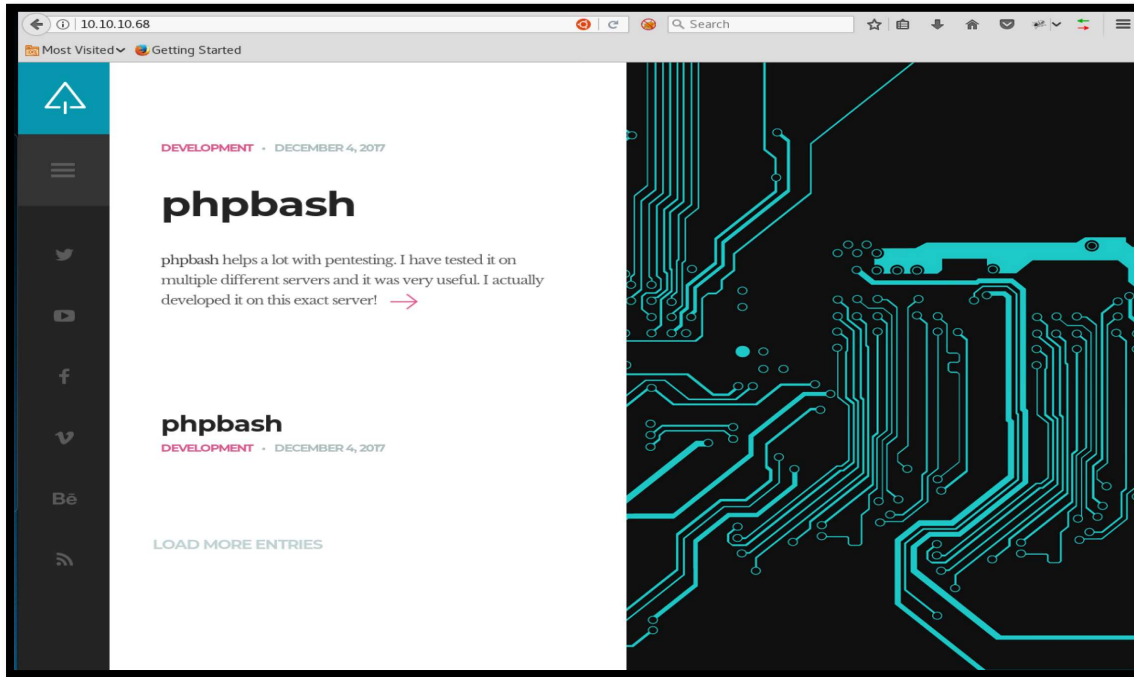 10.10.10.68
Search
Most Visited
Getting Started
DEVELOPMENT • DECEMBER 4, 2017
phpbash
phpbash helps a lot with pentesting. I have tested it on
multiple different servers and it was very useful. I actually
developed it on this exact server!
phpbash
DEVELOPMENT • DECEMBER 4, 2017
Bē
LOAD MORE ENTRIES